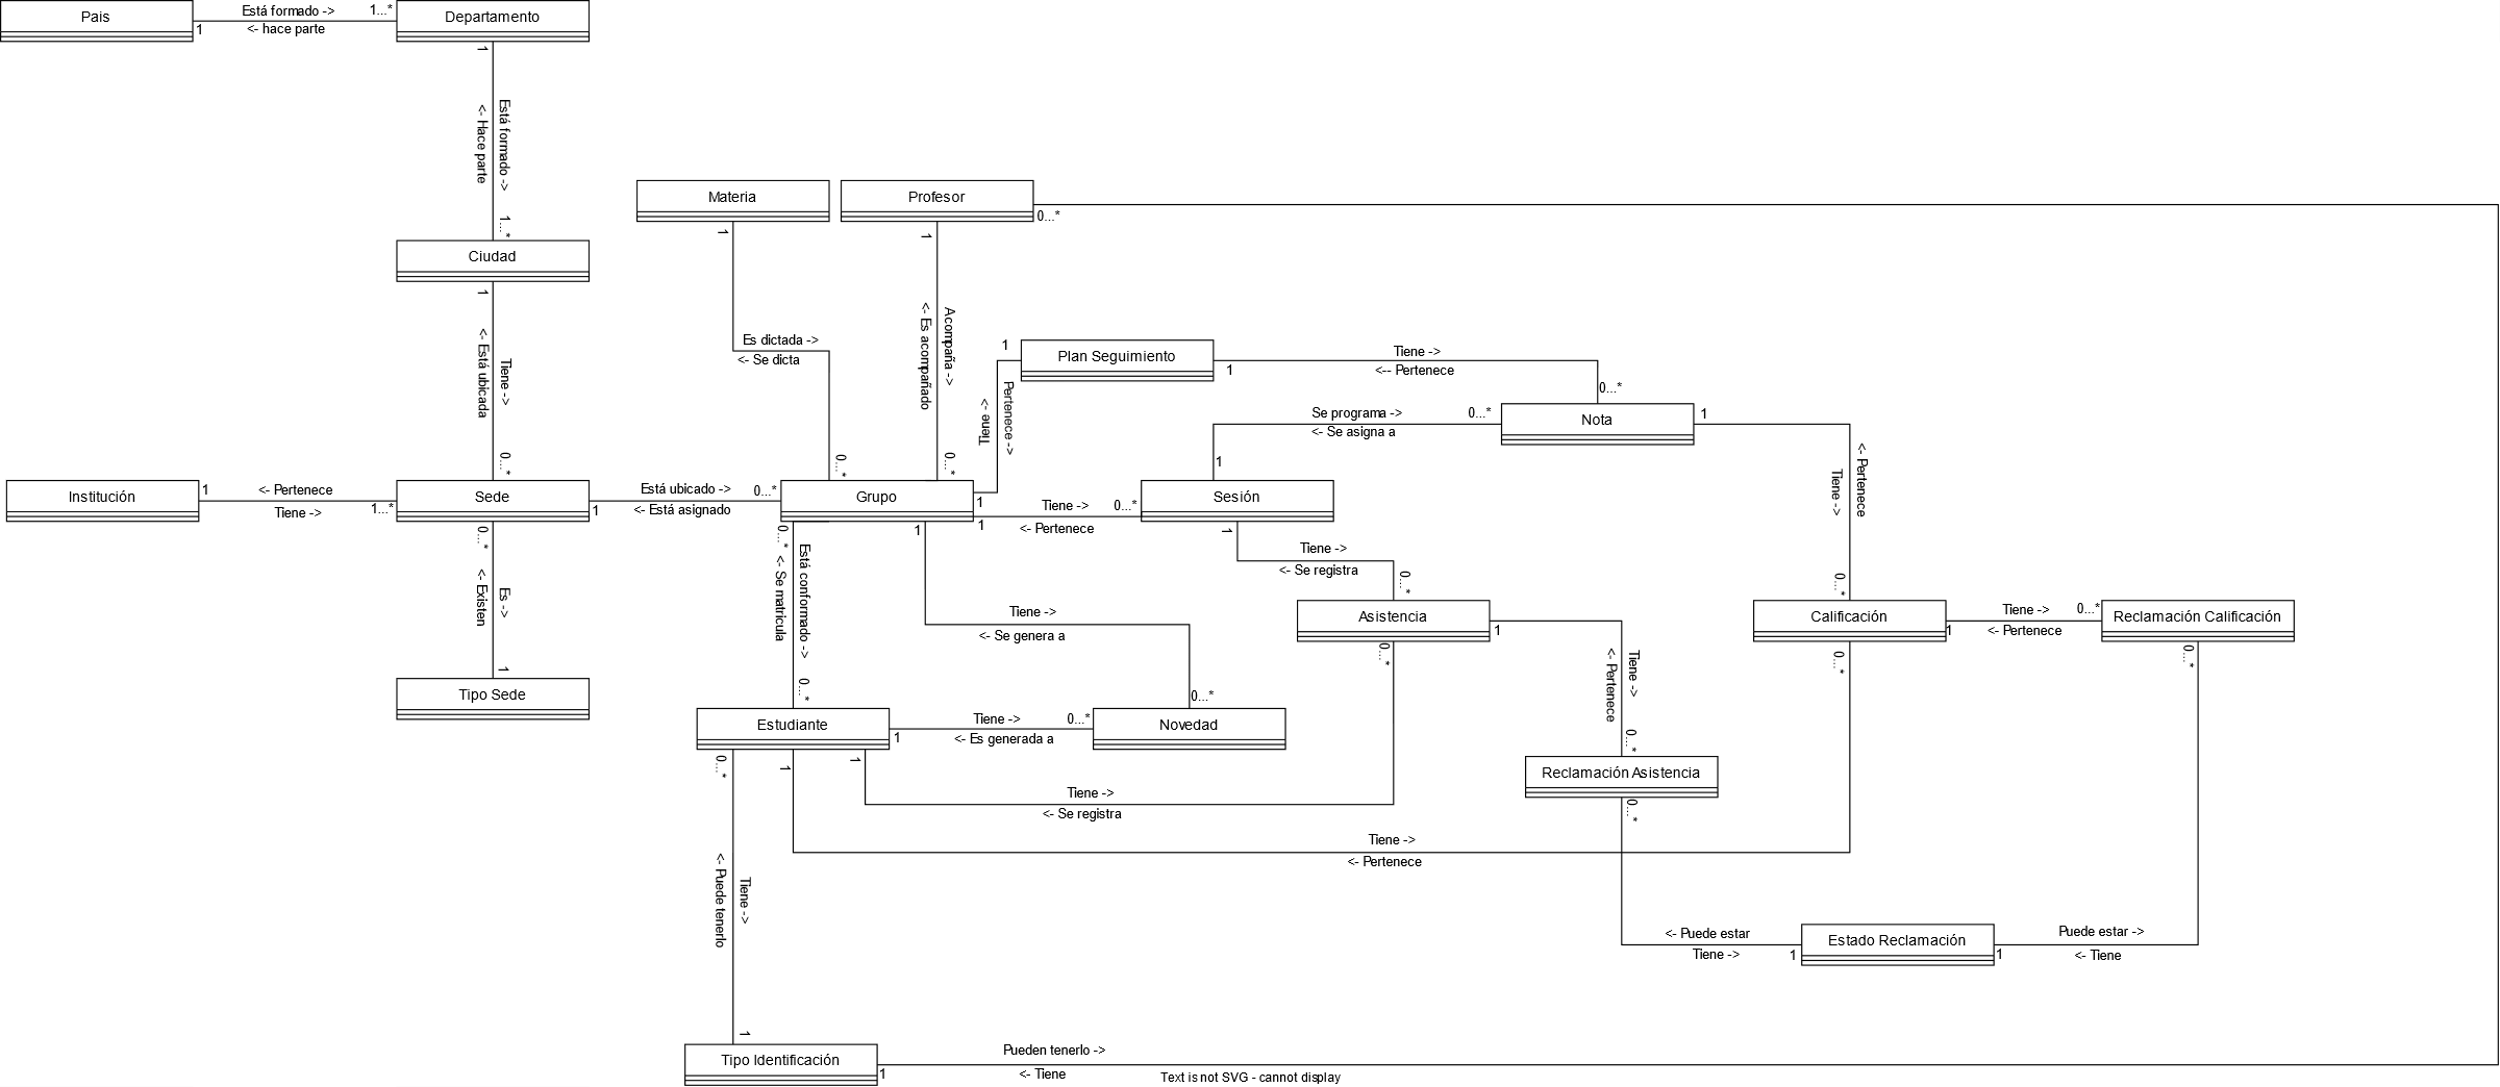 Pais
Está formado ->
1...*
Departamento
1
<- hace parte
1
Está formado ->
<- Hace parte
1...*
Materia
Profesor
0...*
1
1
Ciudad
1
Tiene ->
<- Está ubicada
0...*
Es dictada ->
<- Se dicta
0...*
Acompaña ->
<- Es acompañado
0...*
1
Plan Seguimiento
1
Tiene ->
<-- Pertenece
0...*
Pertenece ->
Tiene ->
1
Se programa ->
<- Se asigna a
0...*
Nota
1
1
<- Pertenece
Tiene ->
0...*
Institución
1
<- Pertenece
Tiene ->
1...*
Sede
1
Está ubicado ->
<- Está asignado
0...*
Grupo
1
Tiene ->
<- Pertenece
0...*
Sesión
1
Tiene ->
<- Se registra
0...*
0...*
Es ->
<- Existen
1
Tipo Sede
0...*
Está conformado ->
<- Se matricula
0...*
1
Tiene ->
<- Se genera a
0...*
Asistencia
1
Tiene ->
<- Pertenece
0...*
0...*
Calificación
1
Tiene ->
<- Pertenece
0...*
Reclamación Calificación
0...*
0...*
Estudiante
1
Tiene ->
<- Es generada a
0...*
Novedad
Reclamación Asistencia
0...*
1
Tiene ->
<- Se registra
1
Tiene ->
<- Pertenece
0...*
Tiene ->
<- Puede tenerlo
1
<- Puede estar
Tiene ->
1
Estado Reclamación
1
Puede estar ->
<- Tiene
Tipo Identificación
1
Pueden tenerlo ->
<- Tiene
Text is not SVG - cannot display